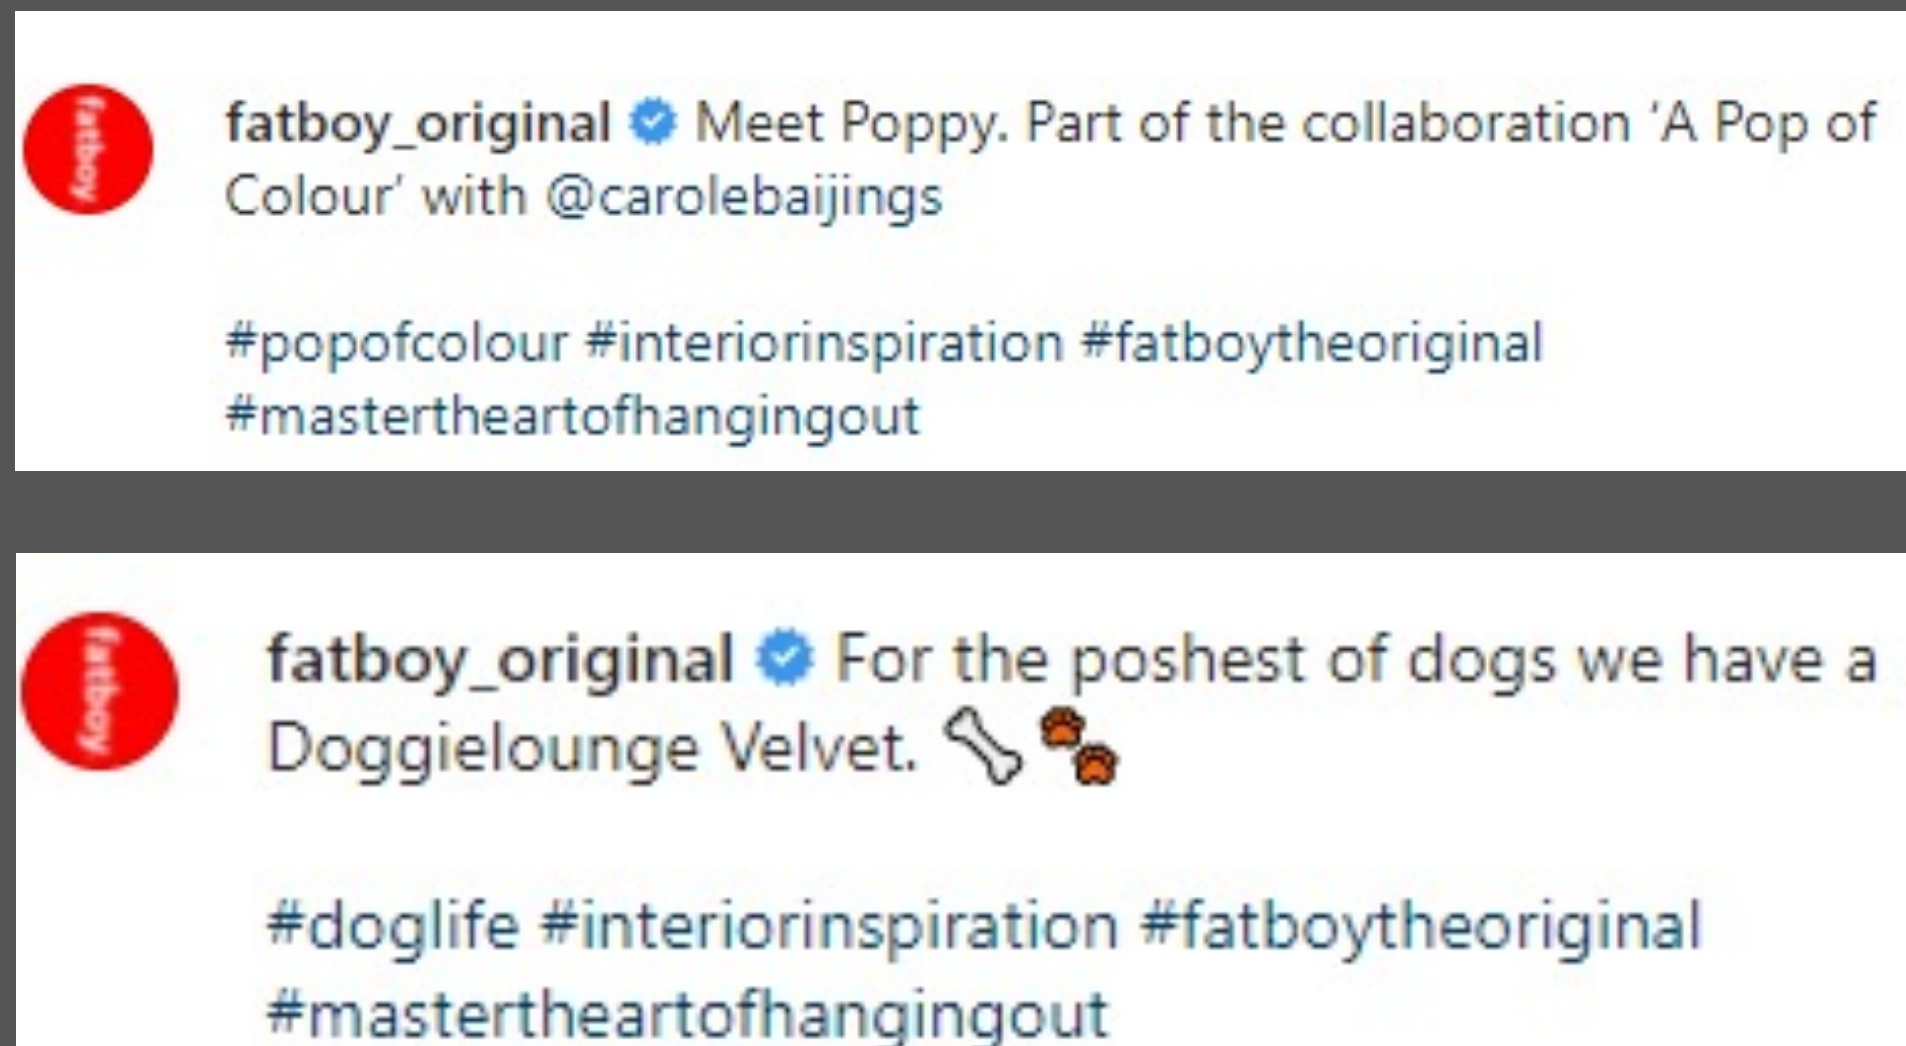 fatboy
fatboy_original Meet Poppy. Part of the collaboration ‘A Pop of
Colour’ with @carolebaijings
#popofcolour #interiorinspiration #fatboytheoriginal
#mastertheartofhangingout
fatboy
fatboy_original For the poshest of dogs we have a
Doggielounge Velvet. 🦴🐾
#doglife #interiorinspiration #fatboytheoriginal
#mastertheartofhangingout